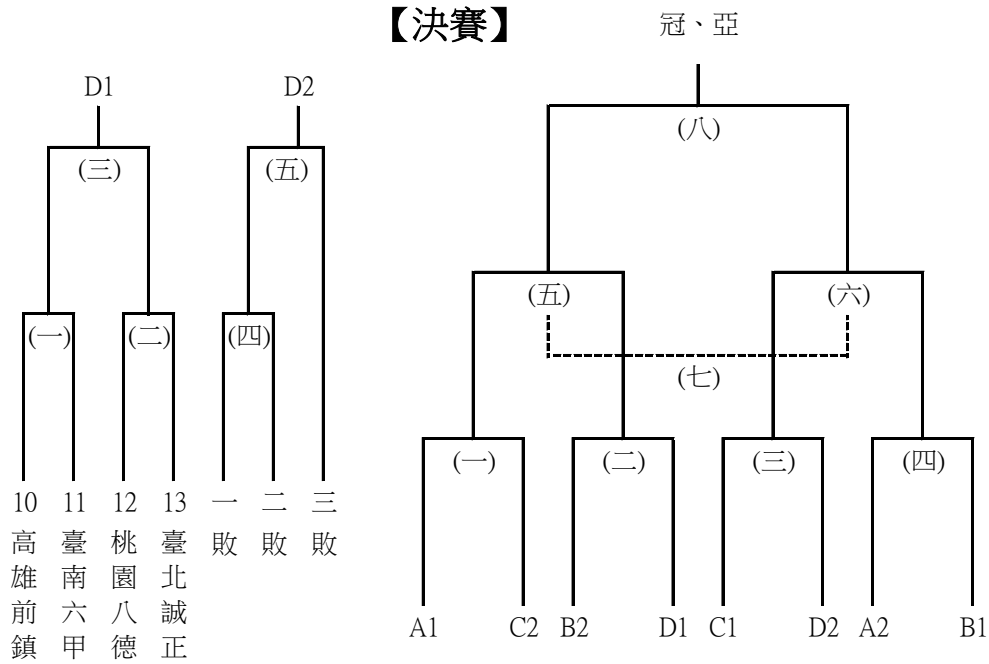 【決賽】
冠、亞
D1
D2
(八)
(三)
(五)
(五)
(六)
(一)
(二)
(四)
(七)
(一)
(二)
(三)
(四)
10
高雄前鎮
11
臺南六甲
12
桃園八德
13
臺北誠正
一敗
二敗
三敗
A1
C2
B2
D1
C1
D2
A2
B1